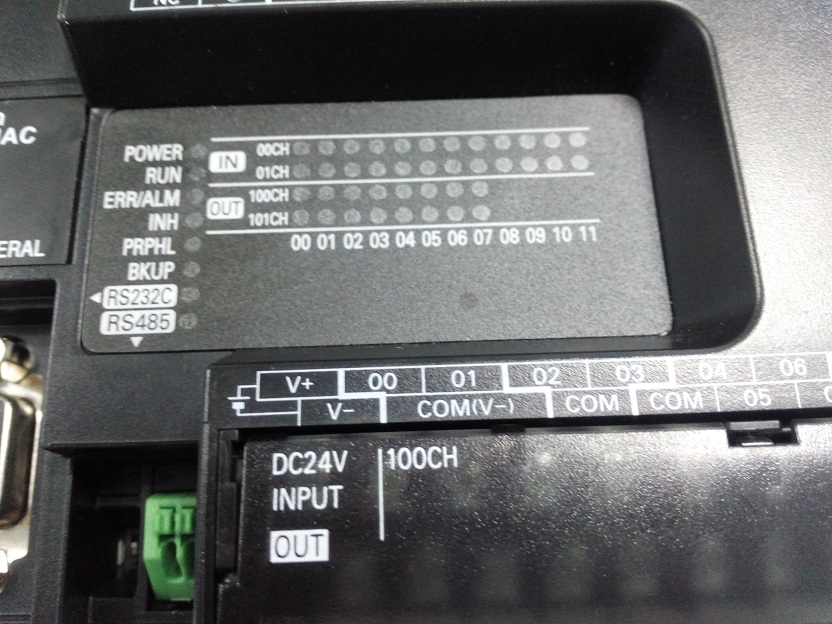 NC
AC
ERAL
POWER
RUN
ERR/ALM
INH
PRPHL
BKUP
RS232C
RS485
IN
00CH
01CH
OUT
100CH
101CH
00 01 02 03 04 05 06 07 08 09 10 11
V+ 00 01 02 03 04 06
V- COM(V-) COM COM 05
DC24V 100CH
INPUT
OUT